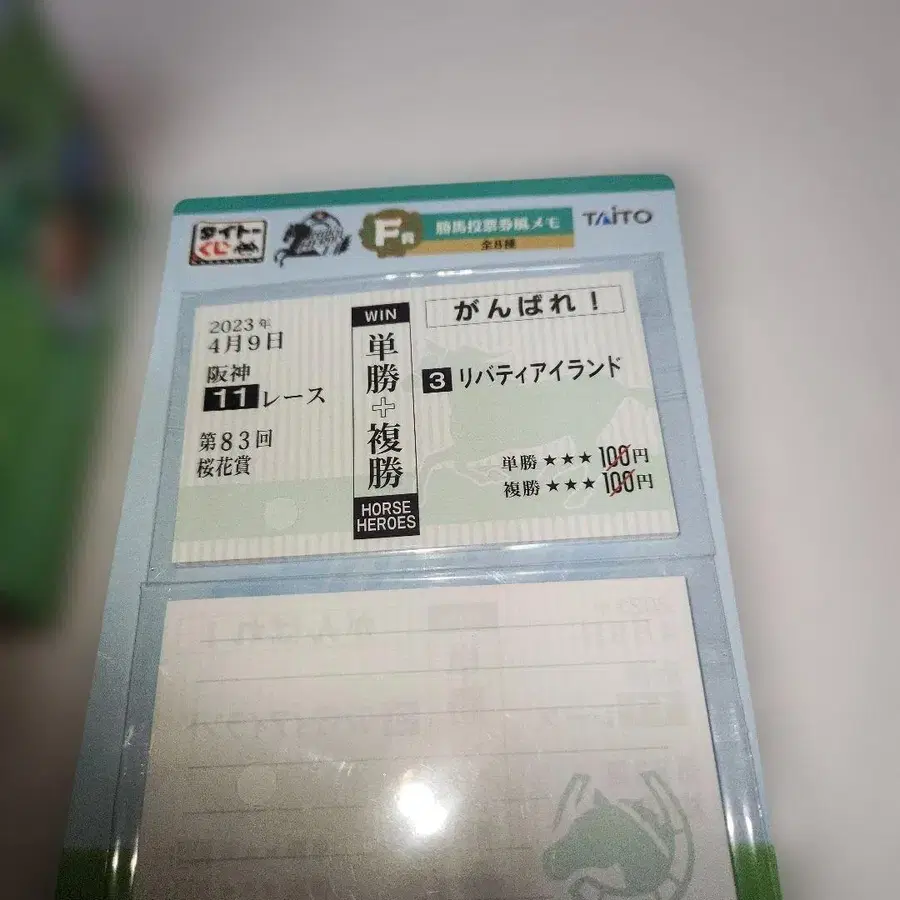 タイトーくじ
F賞
勝馬投票券風メモ
全8種
TAITO
2023年
4月9日
阪神
11レース
第83回
桜花賞
WIN
単勝+複勝
HORSE
HEROES
がんばれ！
3 リバティアイランド
単勝★★★100円
複勝★★★100円